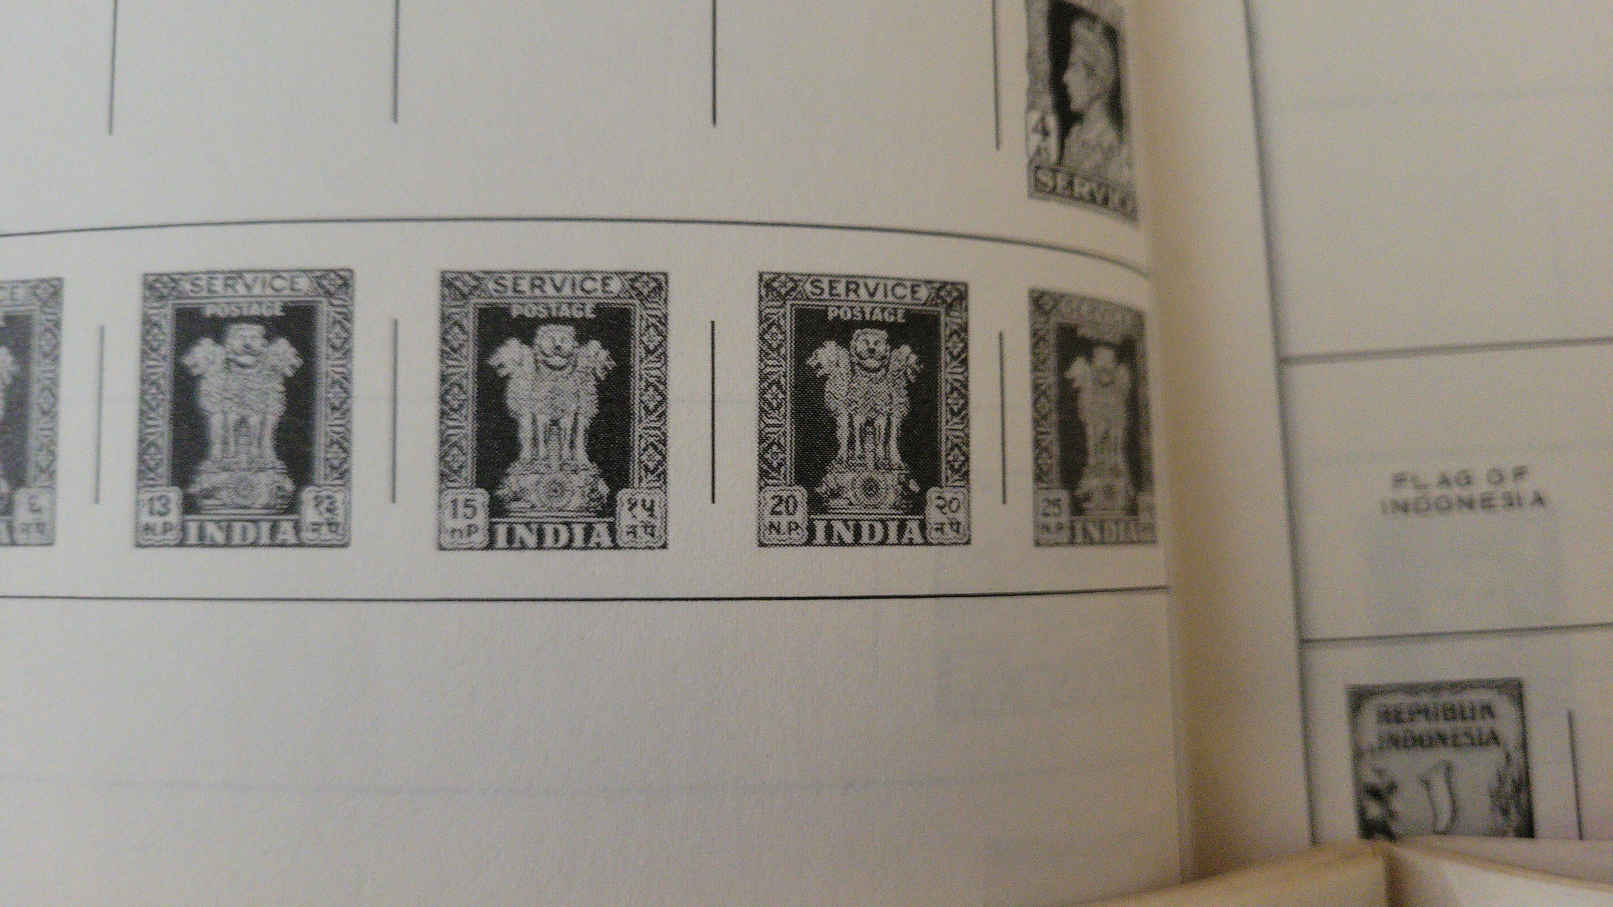 4
SERVICE
SERVICE
POSTAGE
13 १३
N.P. न.पै.
INDIA
SERVICE
POSTAGE
15 १५
nP न.पै.
INDIA
SERVICE
POSTAGE
20 २०
N.P. न.पै.
INDIA
25
N.P.
INDIA
FLAG OF
INDONESIA
REPUBLIK
INDONESIA